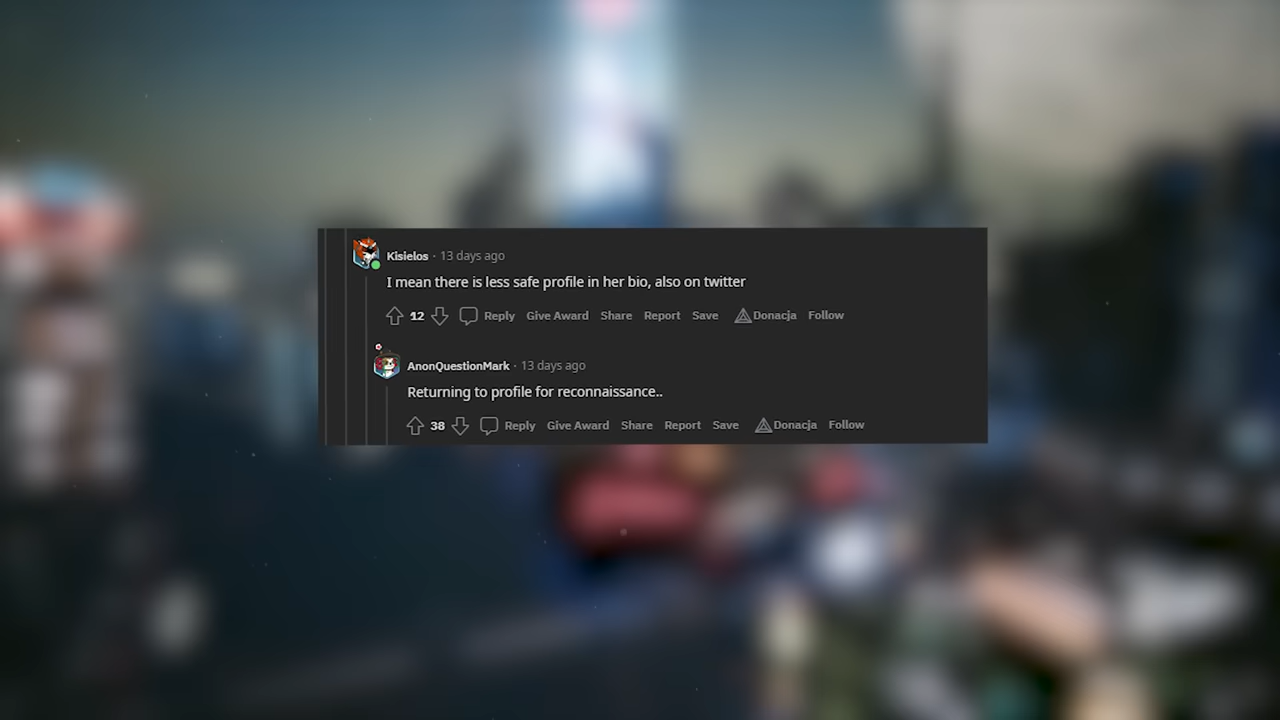 Kisielos · 13 days ago
I mean there is less safe profile in her bio, also on twitter
12 Reply Give Award Share Report Save Donacja Follow
AnonQuestionMark · 13 days ago
Returning to profile for reconnaissance..
38 Reply Give Award Share Report Save Donacja Follow